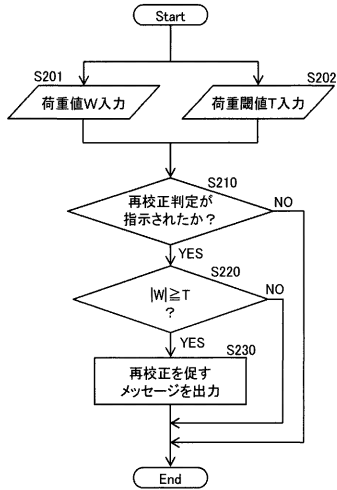 Start
S201
S202
荷重値W入力
荷重閾値T入力
S210
再校正判定が
指示されたか?
NO
YES
S220
|W|≧T
?
NO
YES
S230
再校正を促す
メッセージを出力
End